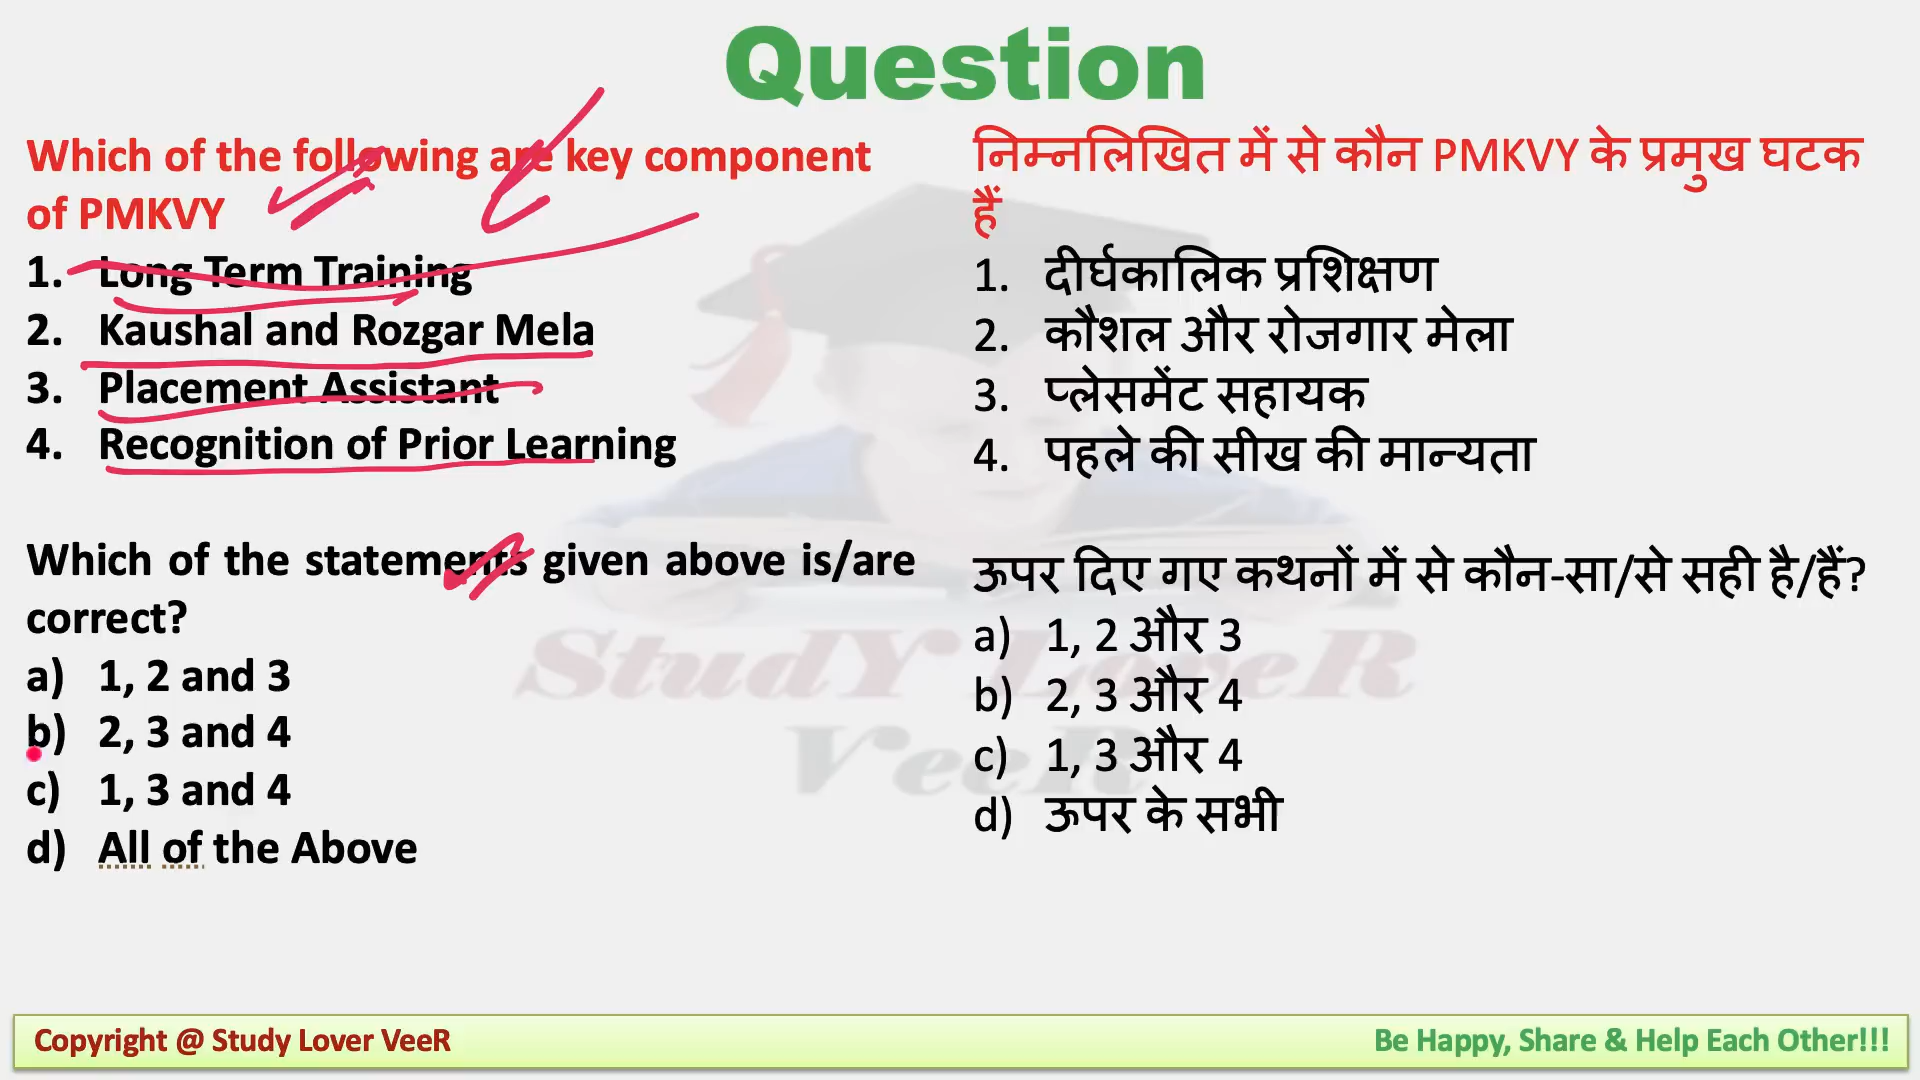 Question
Which of the following are key component
of PMKVY
1. Long Term Training
2. Kaushal and Rozgar Mela
3. Placement Assistant
4. Recognition of Prior Learning
Which of the statements given above is/are
correct?
a) 1, 2 and 3
b) 2, 3 and 4
c) 1, 3 and 4
d) All of the Above
निम्नलिखित में से कौन PMKVY के प्रमुख घटक
हैं
1. दीर्घकालिक प्रशिक्षण
2. कौशल और रोजगार मेला
3. प्लेसमेंट सहायक
4. पहले की सीख की मान्यता
ऊपर दिए गए कथनों में से कौन-सा/से सही है/हैं?
a) 1, 2 और 3
b) 2, 3 और 4
c) 1, 3 और 4
d) ऊपर के सभी
StudY LoveR
VeeR
Copyright @ Study Lover VeeR
Be Happy, Share & Help Each Other!!!